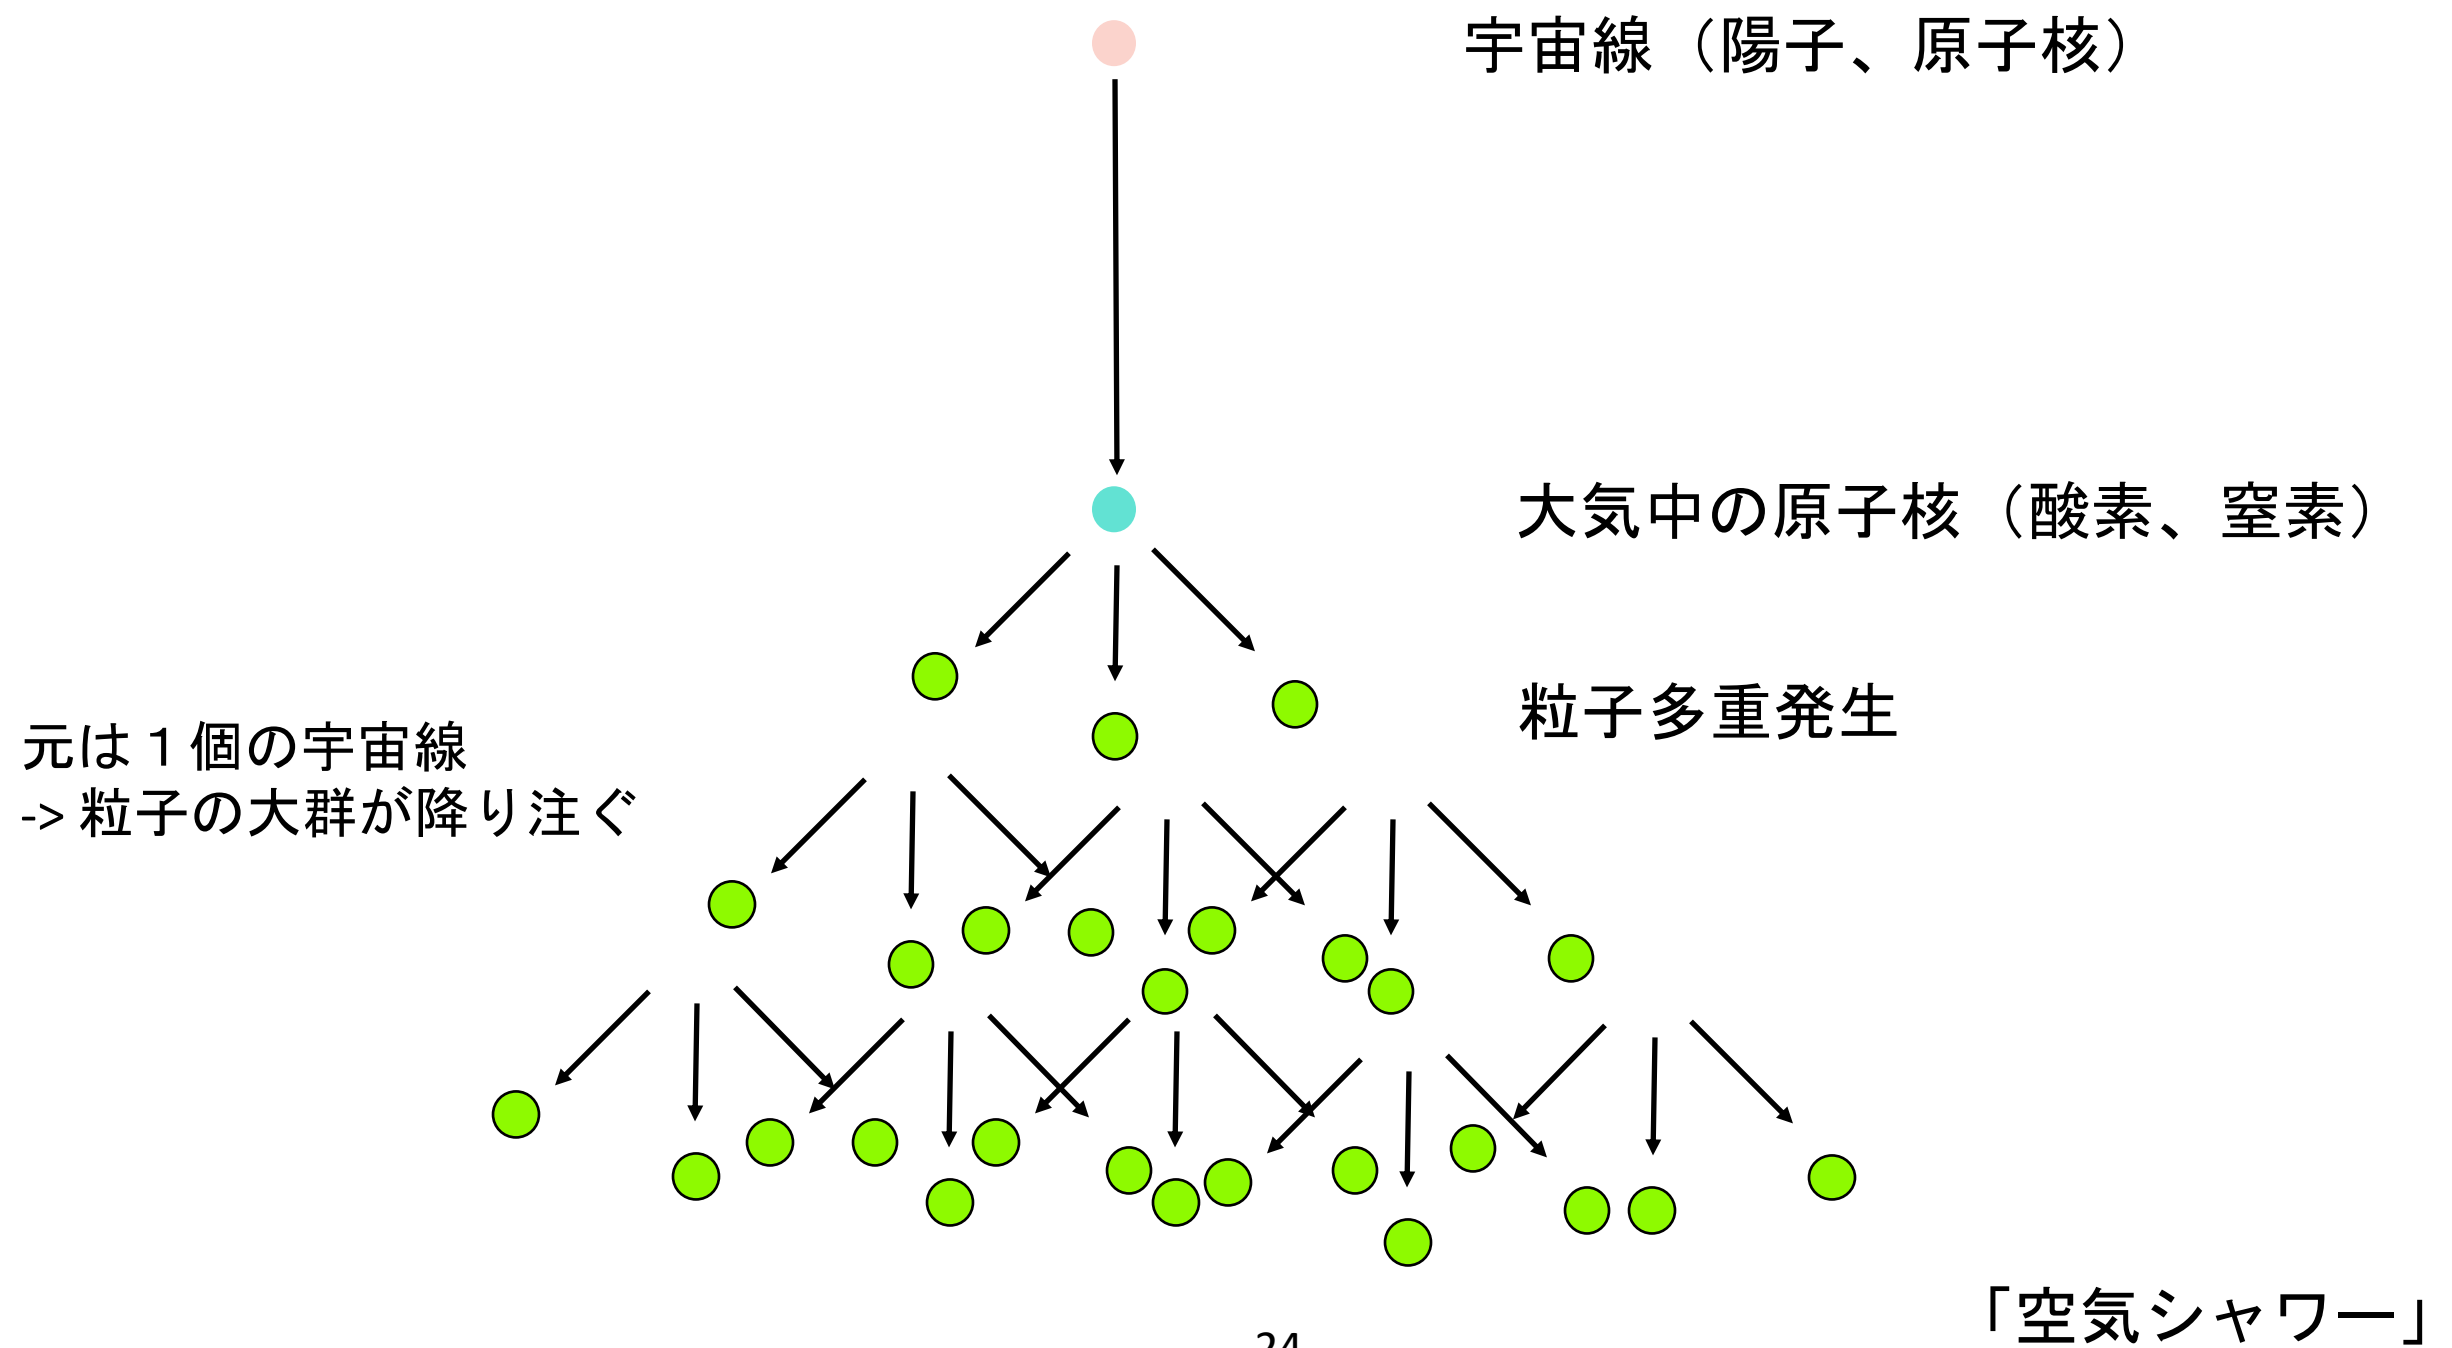 宇宙線（陽子、原子核）
大気中の原子核（酸素、窒素）
粒子多重発生
元は１個の宇宙線
-> 粒子の大群が降り注ぐ
「空気シャワー」
24